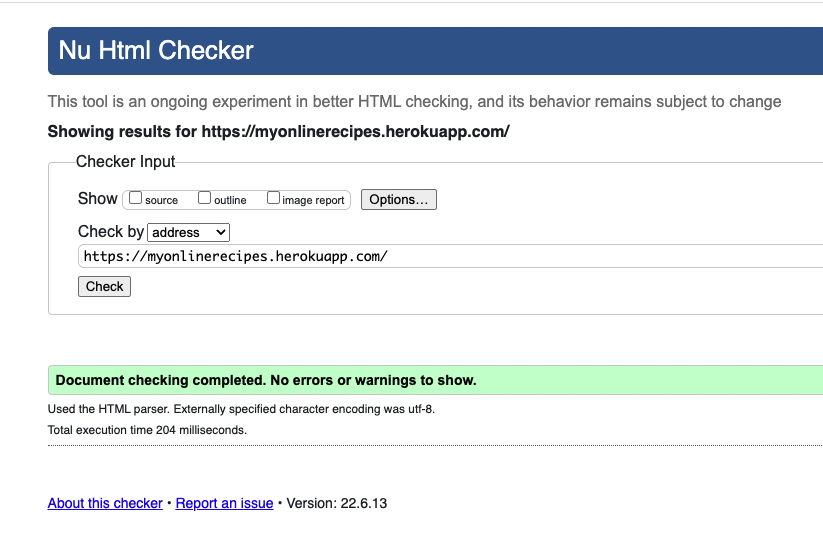 Nu Html Checker
This tool is an ongoing experiment in better HTML checking, and its behavior remains subject to change
Showing results for https://myonlinerecipes.herokuapp.com/
Checker Input
Show source outline image report Options...
Check by address
https://myonlinerecipes.herokuapp.com/
Check
Document checking completed. No errors or warnings to show.
Used the HTML parser. Externally specified character encoding was utf-8.
Total execution time 204 milliseconds.
About this checker • Report an issue • Version: 22.6.13